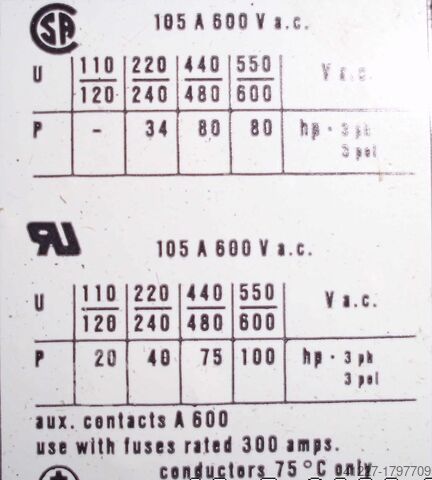 105 A 600 V a.c.
U 110 220 440 550 V a.c.
120 240 480 600
P - 34 80 80 hp - 3 ph
3 pol
105 A 600 V a.c.
U 110 220 440 550 V a.c.
120 240 480 600
P 20 40 75 100 hp - 3 ph
3 pol
aux. contacts A 600
use with fuses rated 300 amps.
conductors 75°C only